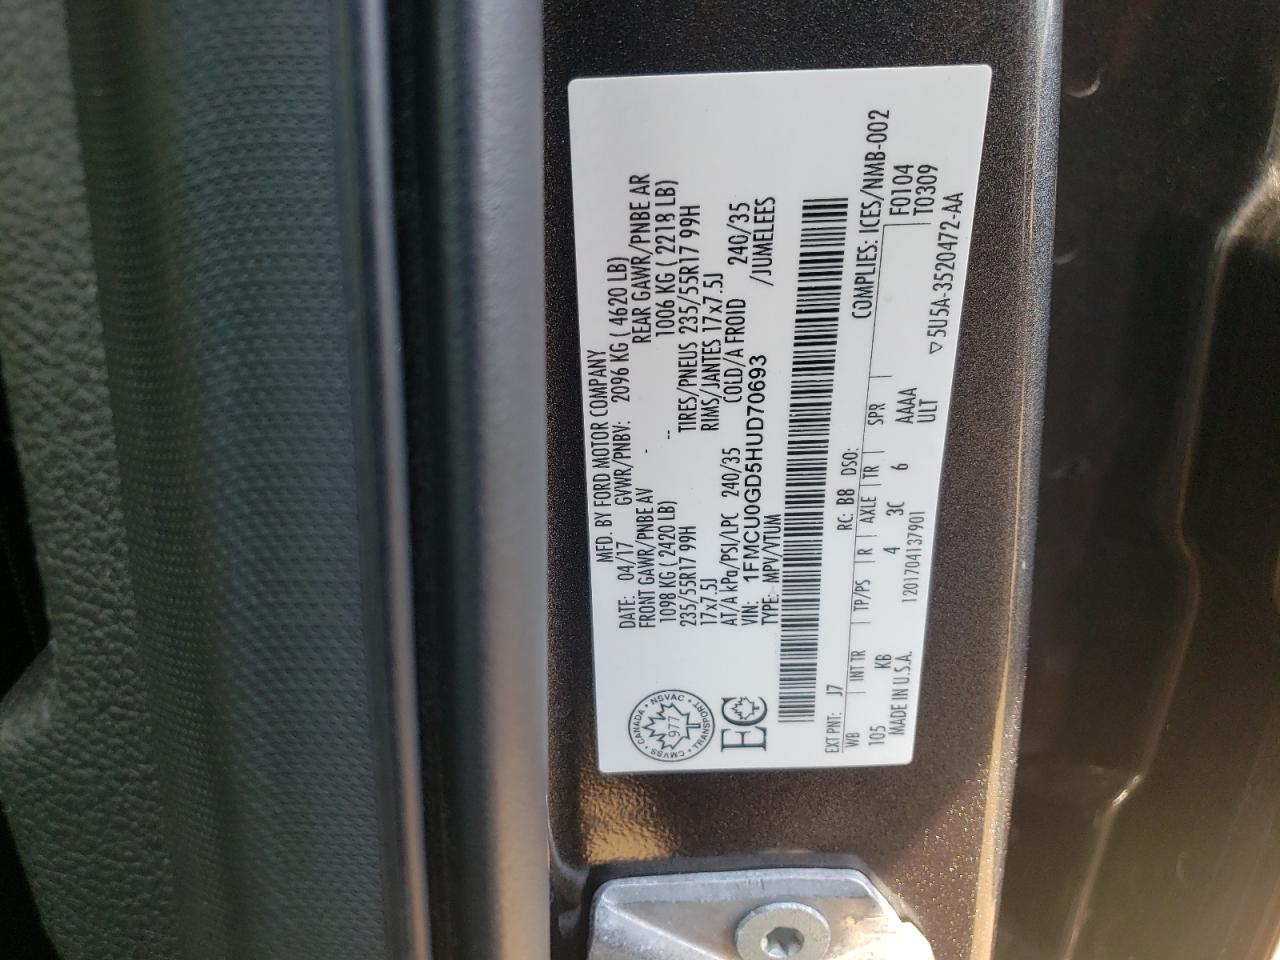 MFD. BY FORD MOTOR COMPANY
DATE: 04/17 GVWR/PNBV: 2096 KG ( 4620 LB)
FRONT GAWR/PNBE AV REAR GAWR/PNBE AR
1098 KG ( 2420 LB) 1006 KG ( 2218 LB)
235/55R17 99H TIRES/PNEUS 235/55R17 99H
17x7.5J RIMS/JANTES 17x7.5J
AT/A kPa/PSI/LPC 240/35 COLD/A FROID 240/35
VIN: 1FMCU0GD5HUD70693 /JUMELEES
TYPE: MPV/VTUM
CANADA • NSVAC • TRANSPORT • CMVSS •
977
EC
EXT PNT: J7 RC: B8 DSO: COMPLIES: ICES/NMB-002
WB INT TR TP/PS R AXLE TR SPR F0104
105 KB 4 3C 6 AAAA T0309
MADE IN U.S.A. 1201704137901 ULT ▽5U5A-3520472-AA